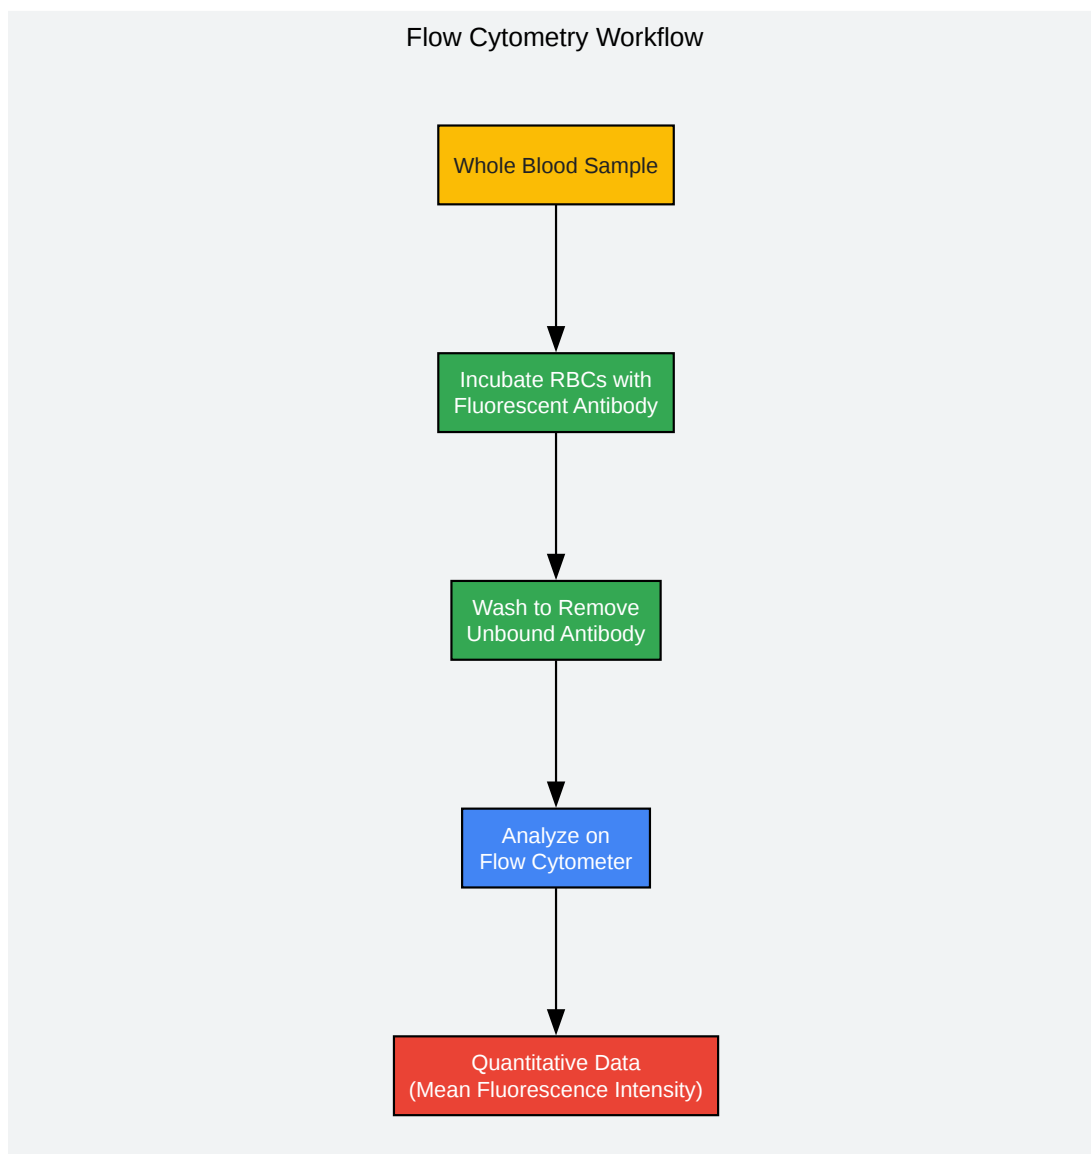 Flow Cytometry Workflow
Whole Blood Sample
Incubate RBCs with
Fluorescent Antibody
Wash to Remove
Unbound Antibody
Analyze on
Flow Cytometer
Quantitative Data
(Mean Fluorescence Intensity)